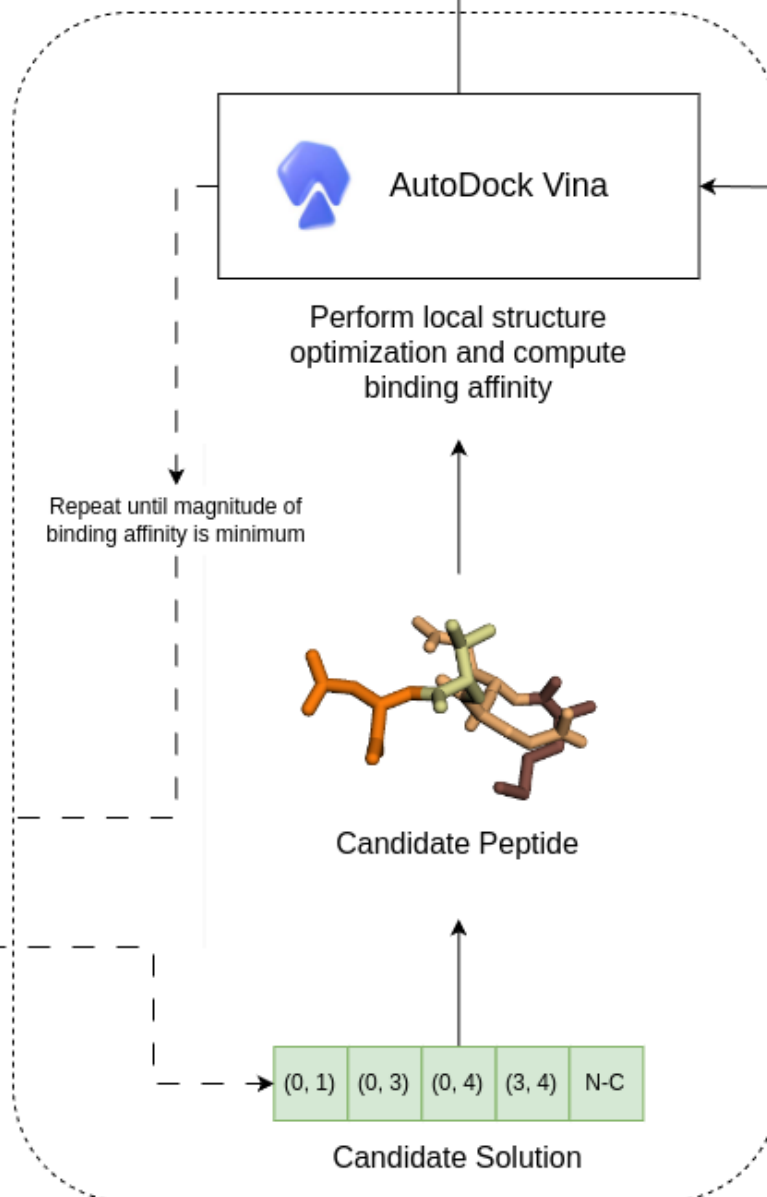 AutoDock Vina
Perform local structure
optimization and compute
binding affinity
Repeat until magnitude of
binding affinity is minimum
Candidate Peptide
(0, 1) (0, 3) (0, 4) (3, 4) N-C
Candidate Solution